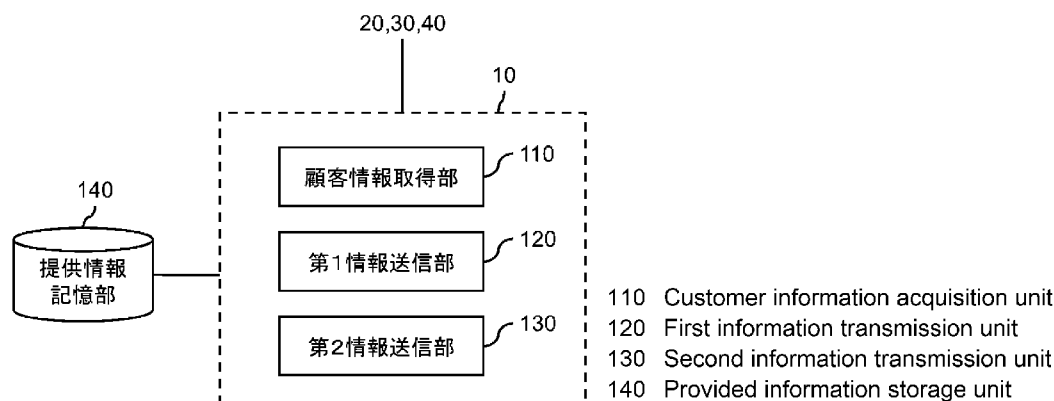 20,30,40
10
顧客情報取得部
110
140
提供情報
記憶部
第1情報送信部
120
第2情報送信部
130
110 Customer information acquisition unit
120 First information transmission unit
130 Second information transmission unit
140 Provided information storage unit